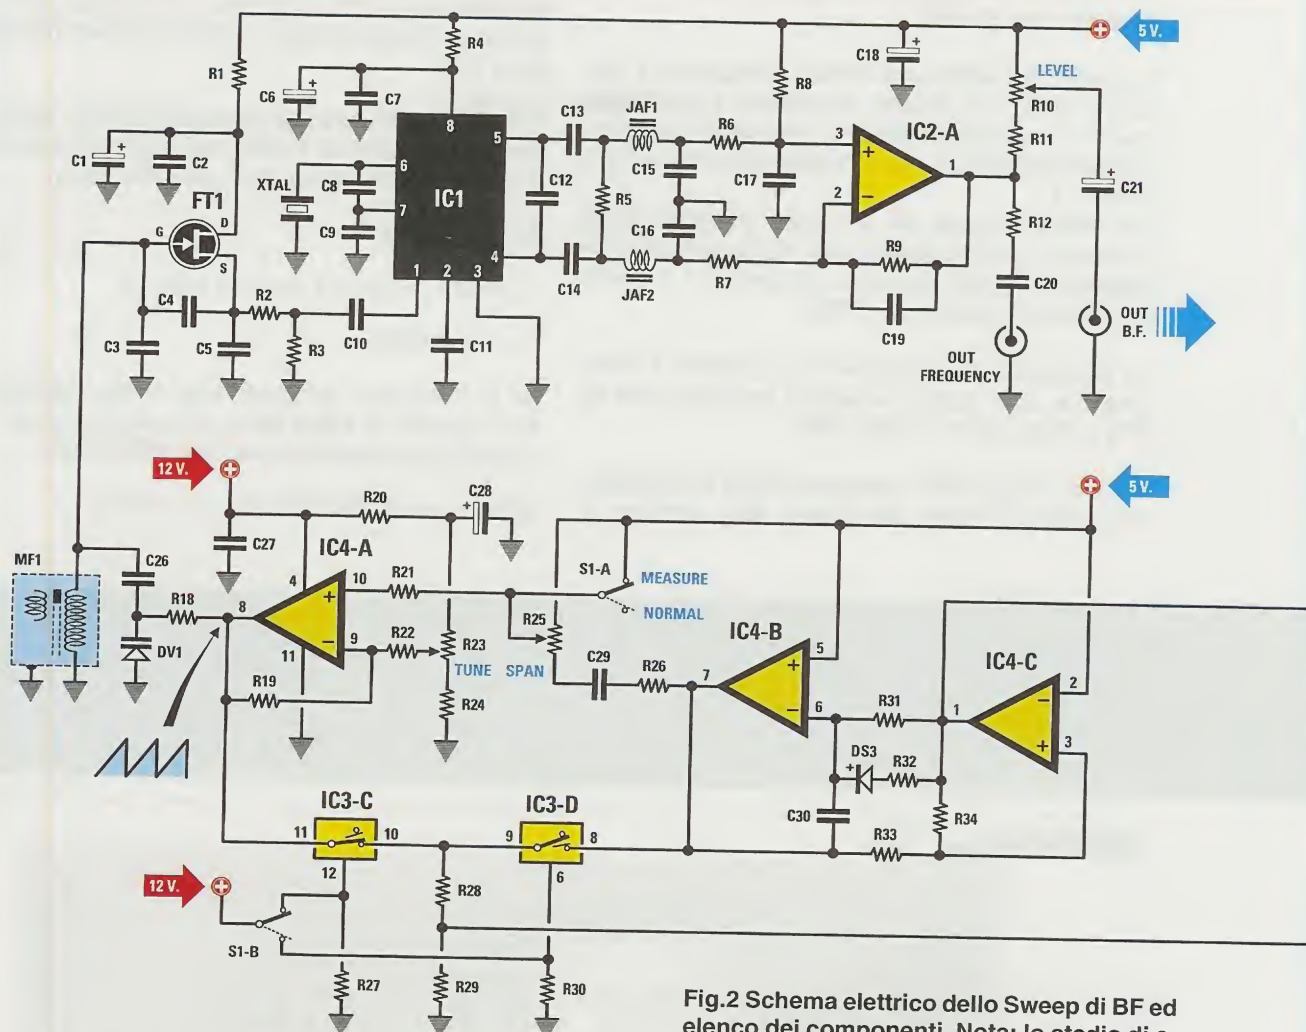 5 V.
R4
C18 +
LEVEL
R1
C6 +
C7
R8
R10
C13
JAF1
R6
IC2-A
R11
C1 +
C2
8
5
3
+
1
C21 +
XTAL
6
C8
IC1
C12
R5
C15
C17
2
−
FT1
D
G
S
7
C9
C16
R12
4
R9
C4
R2
1 2 3
C14
JAF2
R7
C20
C3
C5
R3
C10
C11
C19
OUT
B.F.
OUT
FREQUENCY
12 V.
5 V.
R20
C28 +
C27
IC4-A
MF1
C26
4
10
R21
S1-A
MEASURE
NORMAL
R18
8
+
R25
IC4-B
DV1
−
9
R22
R23
5
IC4-C
11
TUNE SPAN
C29
R26
7
+
2
R19
R24
−
6
R31
1
−
+
3
DS3
+
R32
IC3-C
IC3-D
C30
R34
11
10
9
8
R33
12 V.
12
6
R28
S1-B
R27
R29
R30
Fig.2 Schema elettrico dello Sweep di BF ed